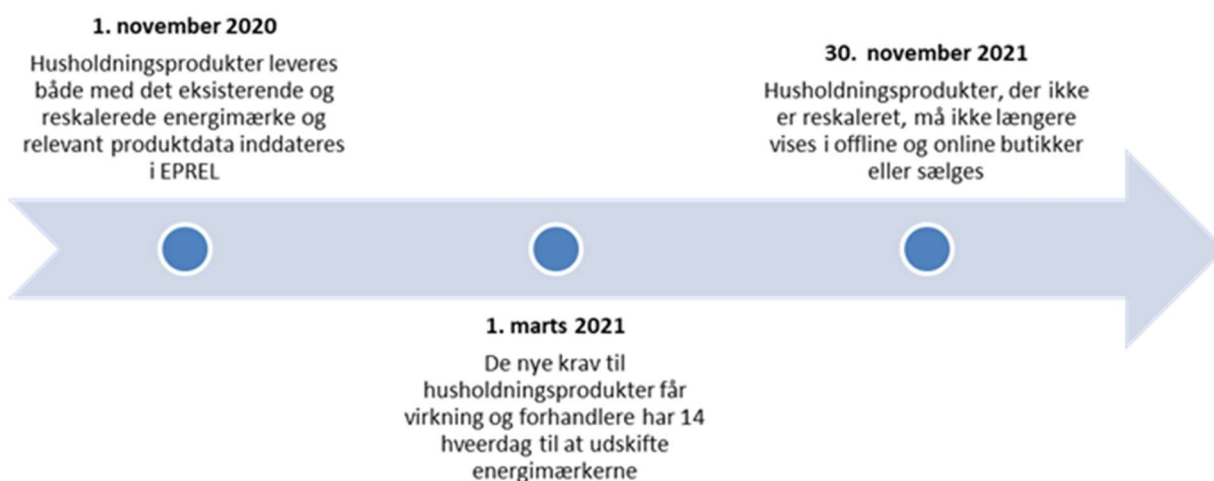 1. november 2020
Husholdningsprodukter leveres
både med det eksisterende og
reskalerede energimærke og
relevant produktdata inddateres
i EPREL
1. marts 2021
De nye krav til
husholdningsprodukter får
virkning og forhandlere har 14
hveerdag til at udskifte
energimærkerne
30. november 2021
Husholdningsprodukter, der ikke
er reskaleret, må ikke længere
vises i offline og online butikker
eller sælges